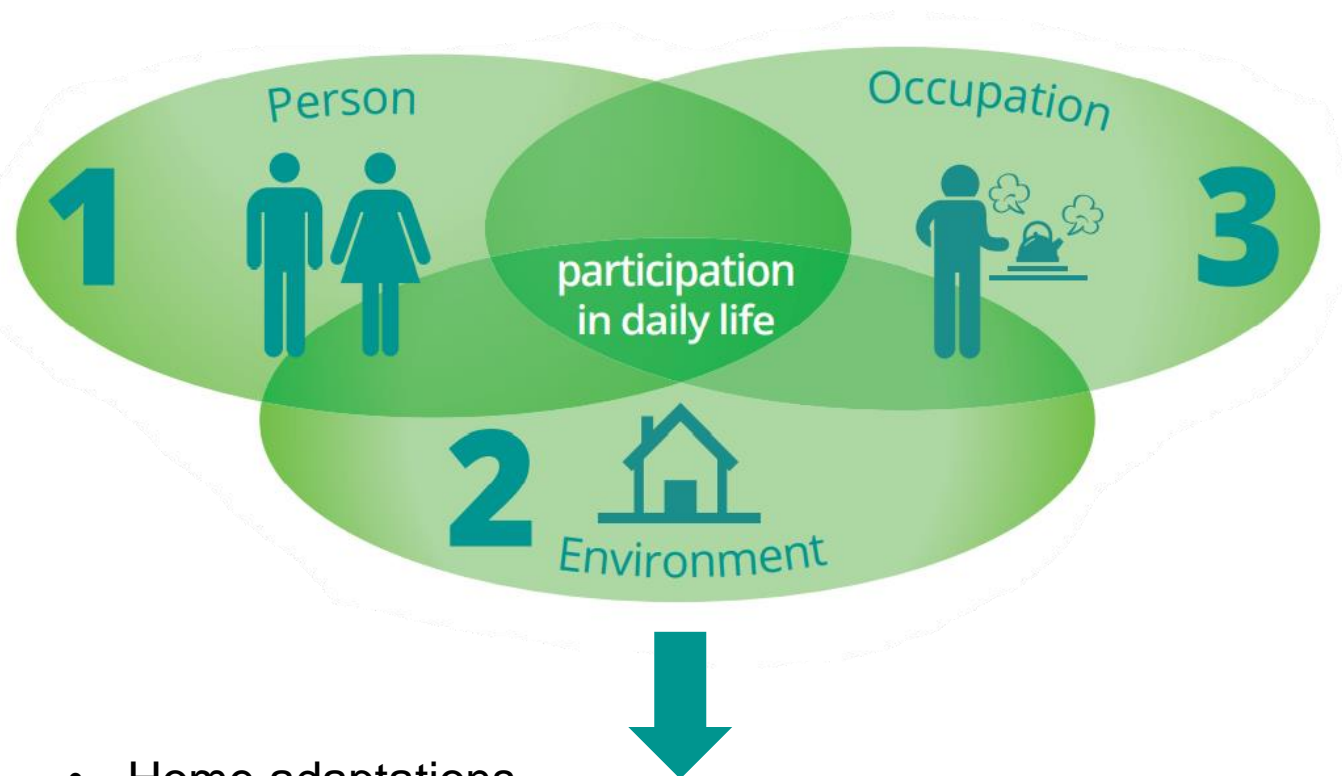 Person
Occupation
1
3
participation
in daily life
2
Environment
• Home adaptations